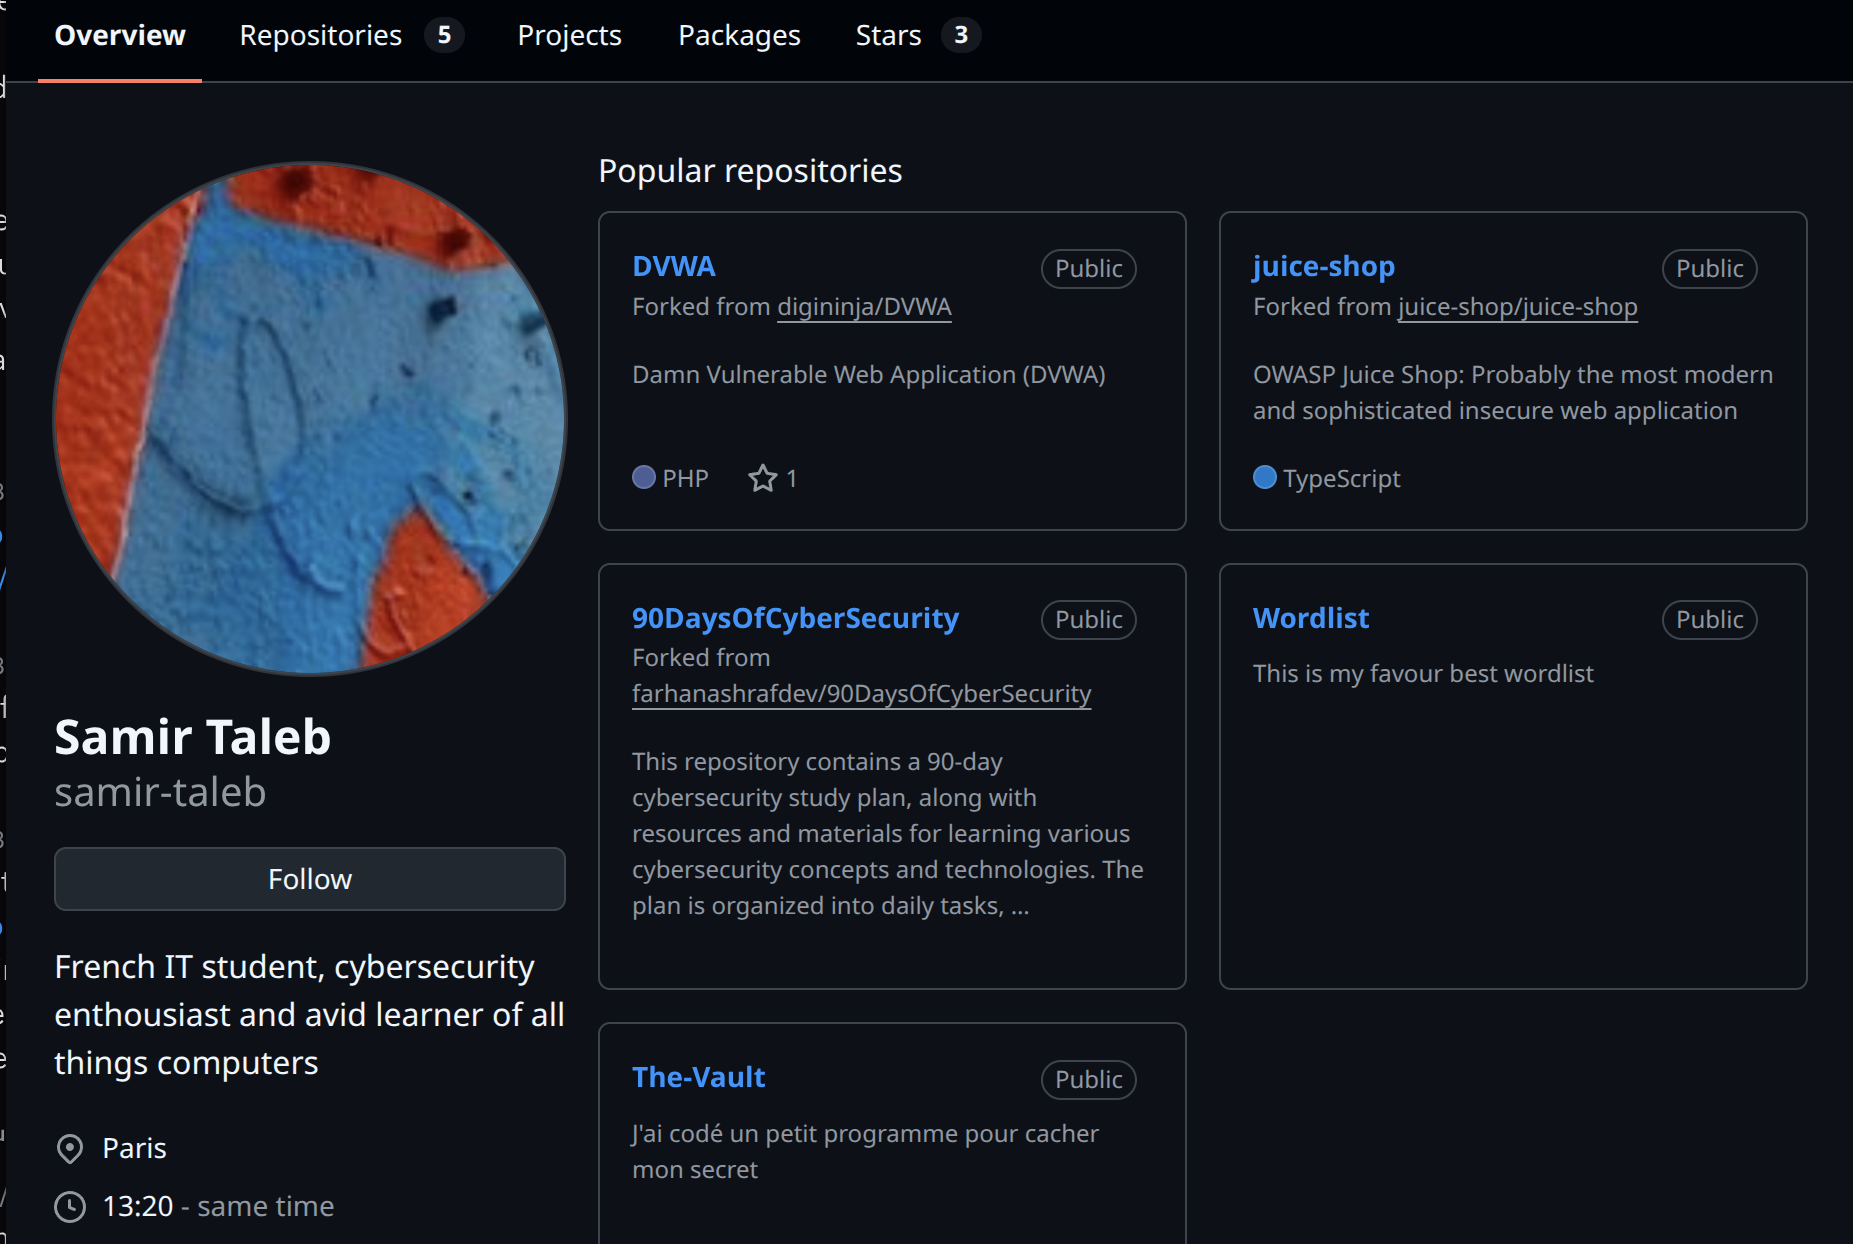 Overview
Repositories 5
Projects
Packages
Stars 3
Samir Taleb
samir-taleb
Follow
French IT student, cybersecurity
enthousiast and avid learner of all
things computers
Paris
13:20 - same time
Popular repositories
DVWA
Public
Forked from digininja/DVWA
Damn Vulnerable Web Application (DVWA)
PHP 1
juice-shop
Public
Forked from juice-shop/juice-shop
OWASP Juice Shop: Probably the most modern
and sophisticated insecure web application
TypeScript
90DaysOfCyberSecurity
Public
Forked from
farhanashrafdev/90DaysOfCyberSecurity
This repository contains a 90-day
cybersecurity study plan, along with
resources and materials for learning various
cybersecurity concepts and technologies. The
plan is organized into daily tasks, ...
Wordlist
Public
This is my favour best wordlist
The-Vault
Public
J'ai codé un petit programme pour cacher
mon secret